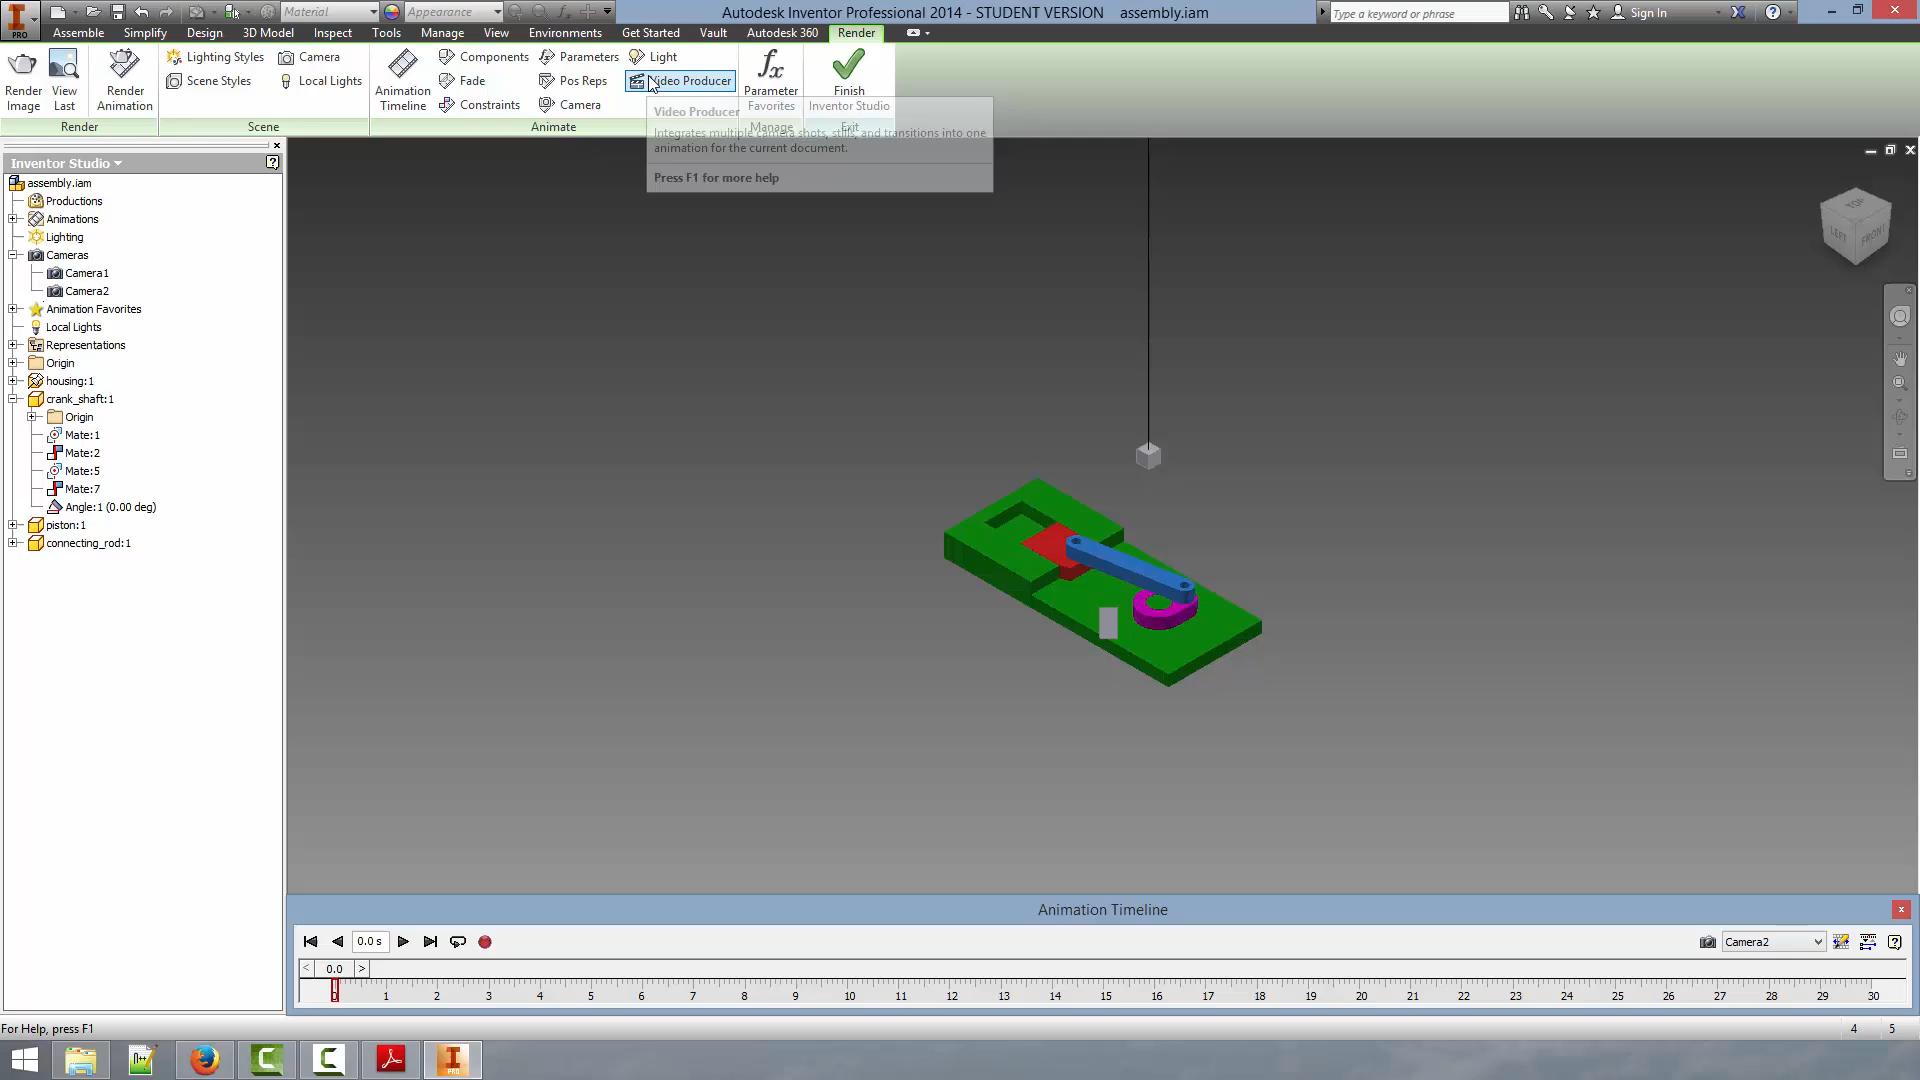 Material
Appearance
Autodesk Inventor Professional 2014 - STUDENT VERSION assembly.iam
Type a keyword or phrase
Sign In
PRO
Assemble Simplify Design 3D Model Inspect Tools Manage View Environments Get Started Vault Autodesk 360 Render
Render Image
View Last
Render Animation
Lighting Styles
Scene Styles
Camera
Local Lights
Animation Timeline
Components
Fade
Constraints
Parameters
Pos Reps
Camera
Light
Video Producer
fx
Parameter Favorites
Finish Inventor Studio
Render
Scene
Animate
Manage
Exit
Video Producer
Integrates multiple camera shots, stills, and transitions into one
animation for the current document.
Press F1 for more help
Inventor Studio
assembly.iam
Productions
Animations
Lighting
Cameras
Camera1
Camera2
Animation Favorites
Local Lights
Representations
Origin
housing:1
crank_shaft:1
Origin
Mate:1
Mate:2
Mate:5
Mate:7
Angle:1 (0.00 deg)
piston:1
connecting_rod:1
TOP
LEFT
FRONT
Animation Timeline
0.0 s
Camera2
< 0.0 >
0 1 2 3 4 5 6 7 8 9 10 11 12 13 14 15 16 17 18 19 20 21 22 23 24 25 26 27 28 29 30
For Help, press F1
4 5
PRO